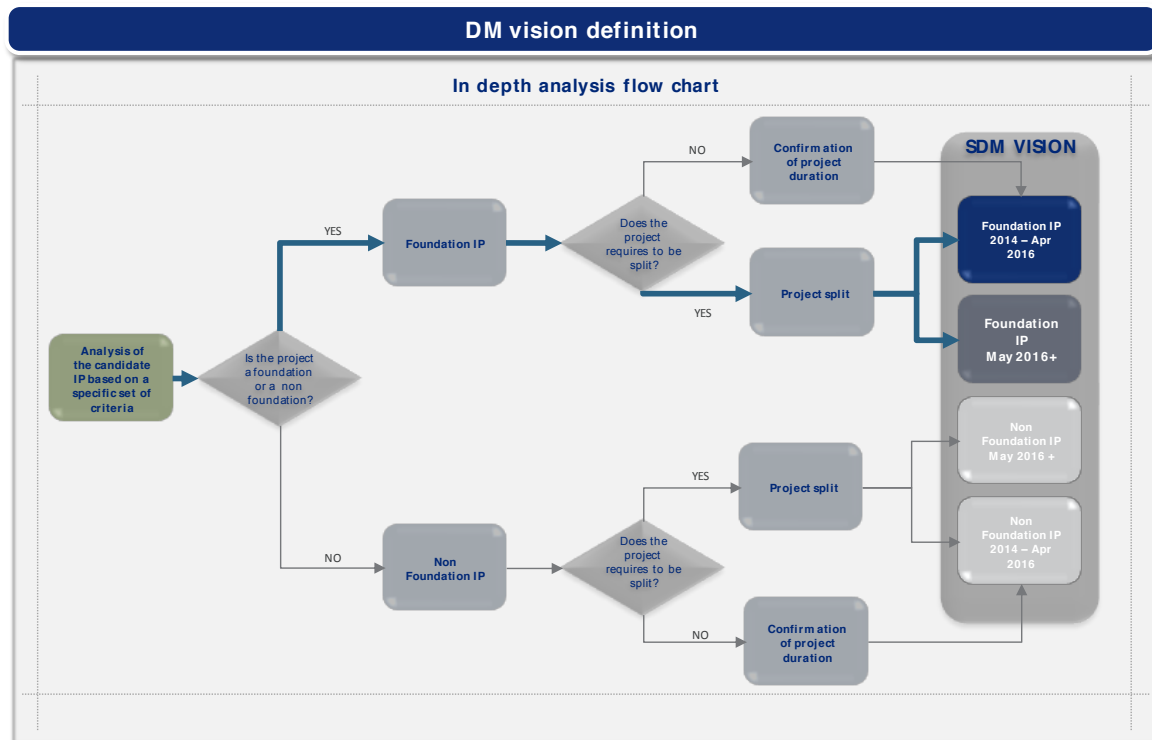 DM vision definition
In depth analysis flow chart
Analysis of
the candidate
IP based on a
specific set of
criteria
Is the project
a foundation
or a non
foundation?
YES
Foundation IP
Does the
project
requires to be
split?
NO
Confirmation
of project
duration
YES
Project split
SDM VISION
Foundation IP
2014 – Apr
2016
Foundation
IP
May 2016+
Non
Foundation IP
May 2016 +
Non
Foundation IP
2014 – Apr
2016
NO
Non
Foundation IP
Does the
project
requires to be
split?
YES
Project split
NO
Confirmation
of project
duration